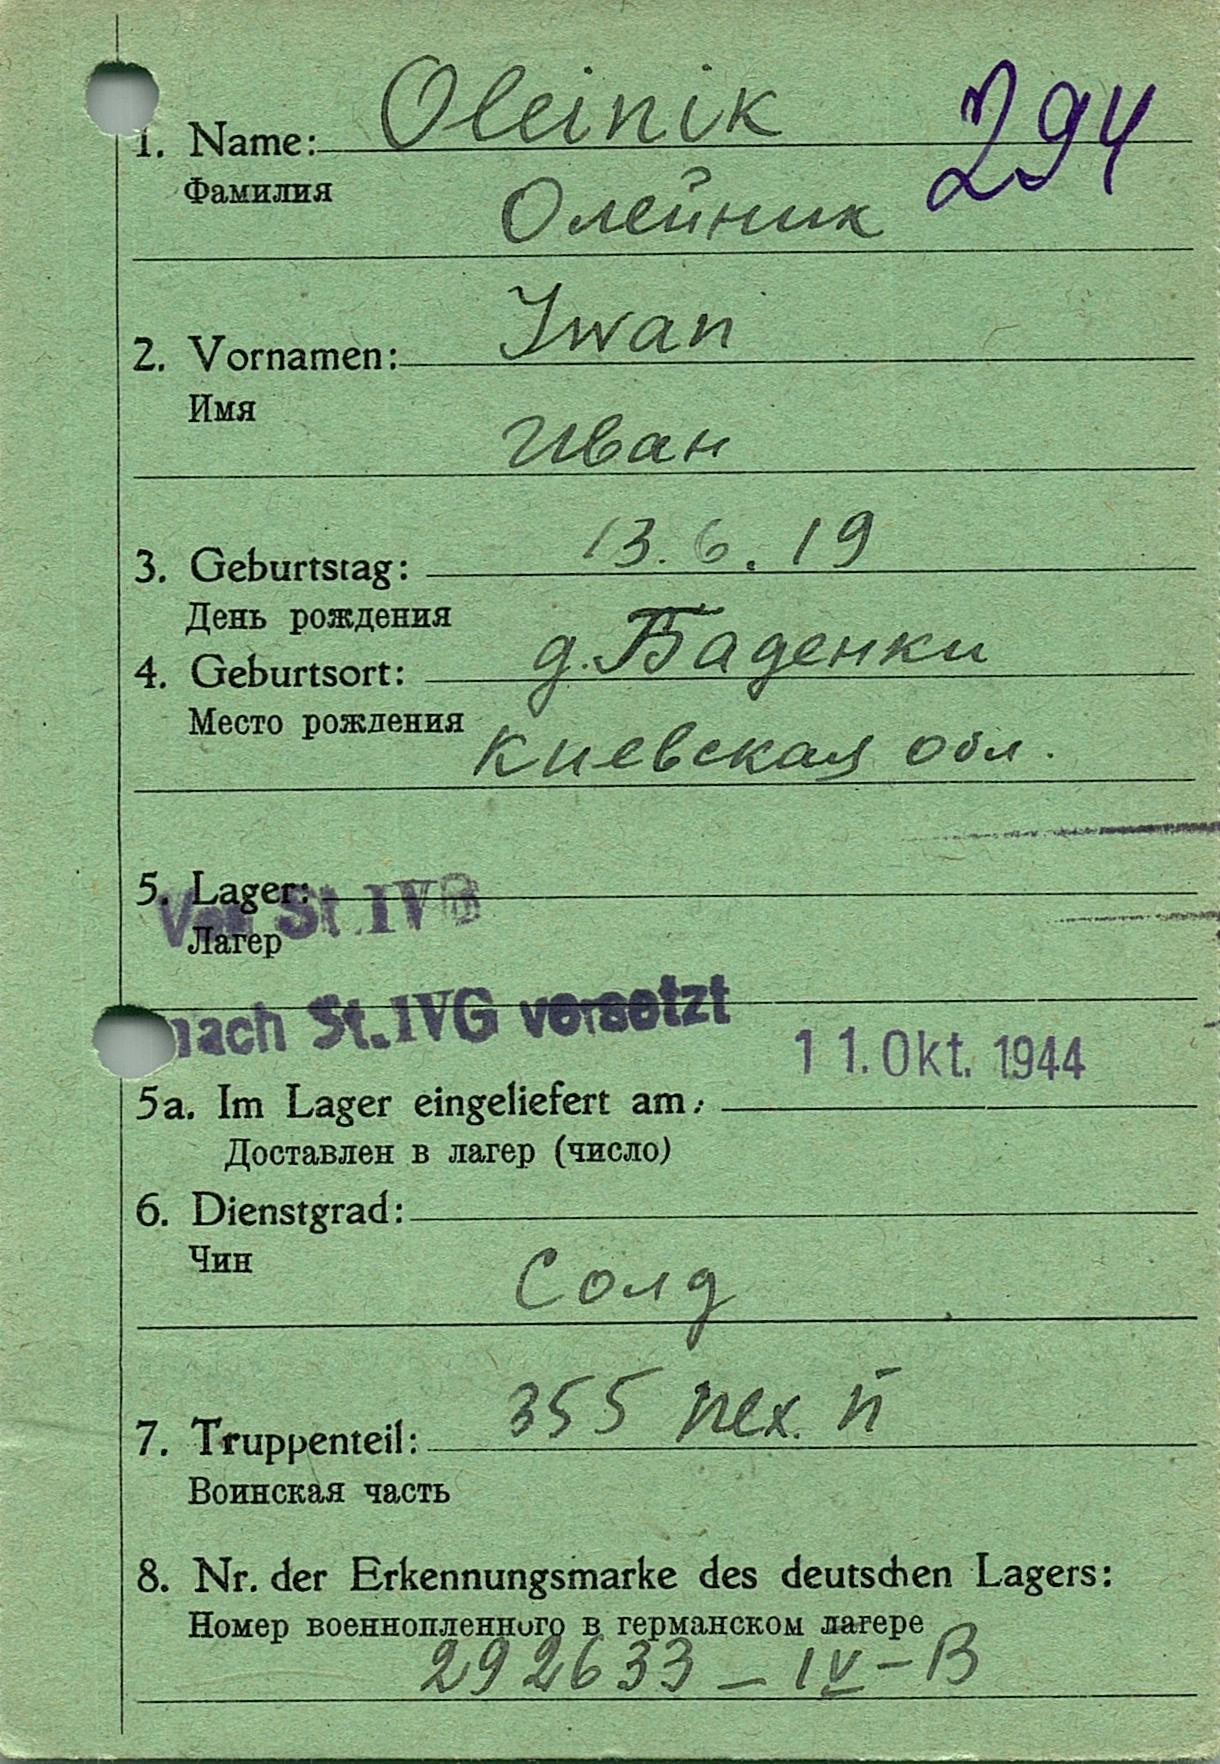 Oleinik
294
1. Name:
Фамилия
Олейник
Iwan
2. Vornamen:
Имя
Иван
13.6.19
3. Geburtstag:
День рождения
д. Баденки
4. Geburtsort:
Место рождения
Киевская обл.
5. Lager:
Von St. IV B
Лагер
nach St. IVG versetzt
11. Okt. 1944
5a. Im Lager eingeliefert am:
Доставлен в лагер (число)
6. Dienstgrad:
Чин
Солд
355 пех. п
7. Truppenteil:
Воинская часть
8. Nr. der Erkennungsmarke des deutschen Lagers:
Номер военнопленного в германском лагере
292633 – IV – B